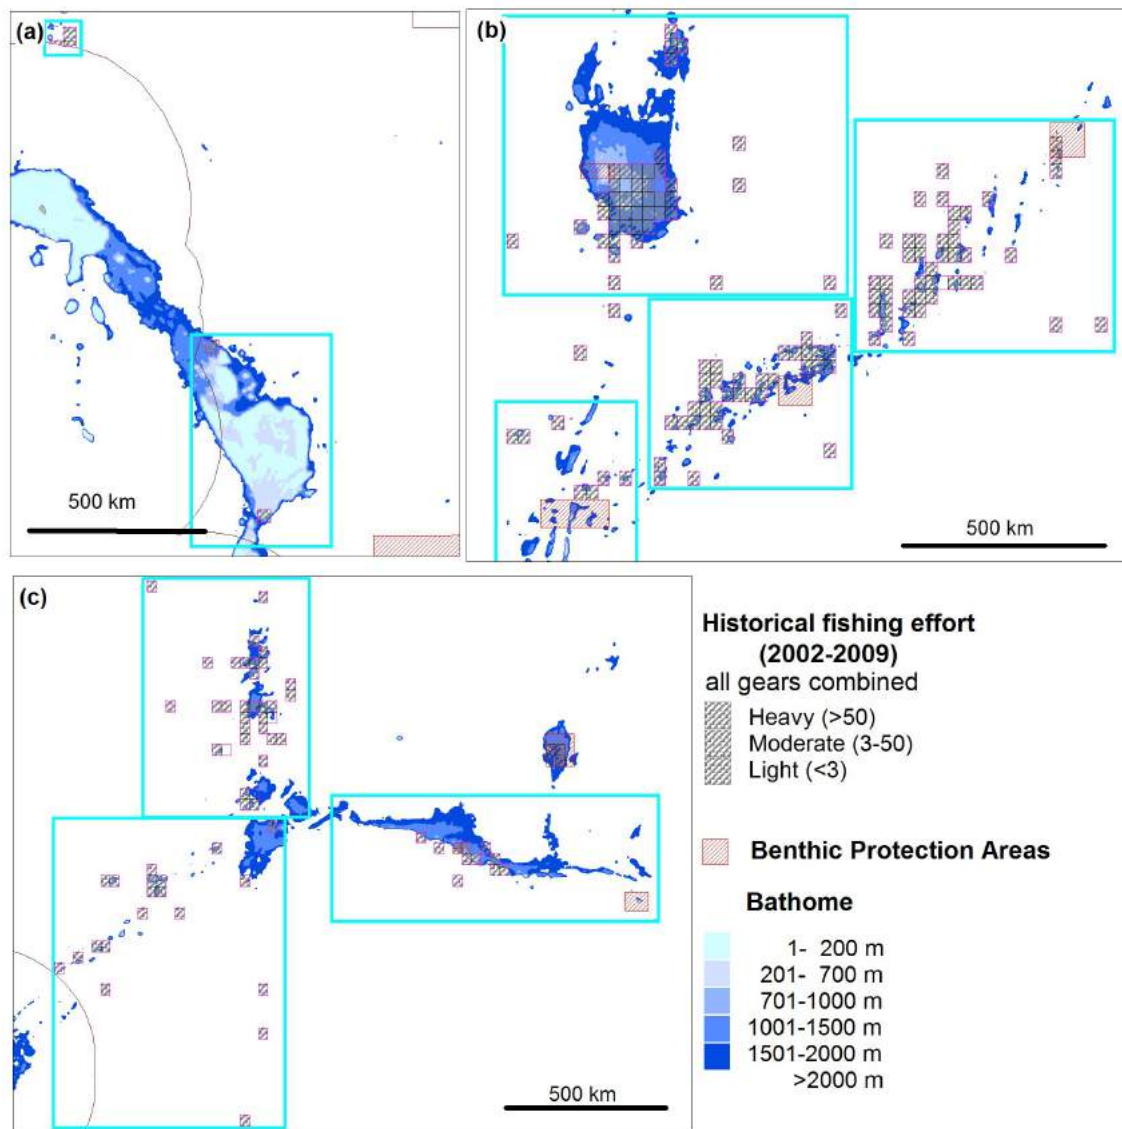 (a)
500 km
(b)
500 km
(c)
500 km
Historical fishing effort
(2002-2009)
all gears combined
Heavy (>50)
Moderate (3-50)
Light (<3)
Benthic Protection Areas
Bathome
1- 200 m
201- 700 m
701-1000 m
1001-1500 m
1501-2000 m
>2000 m